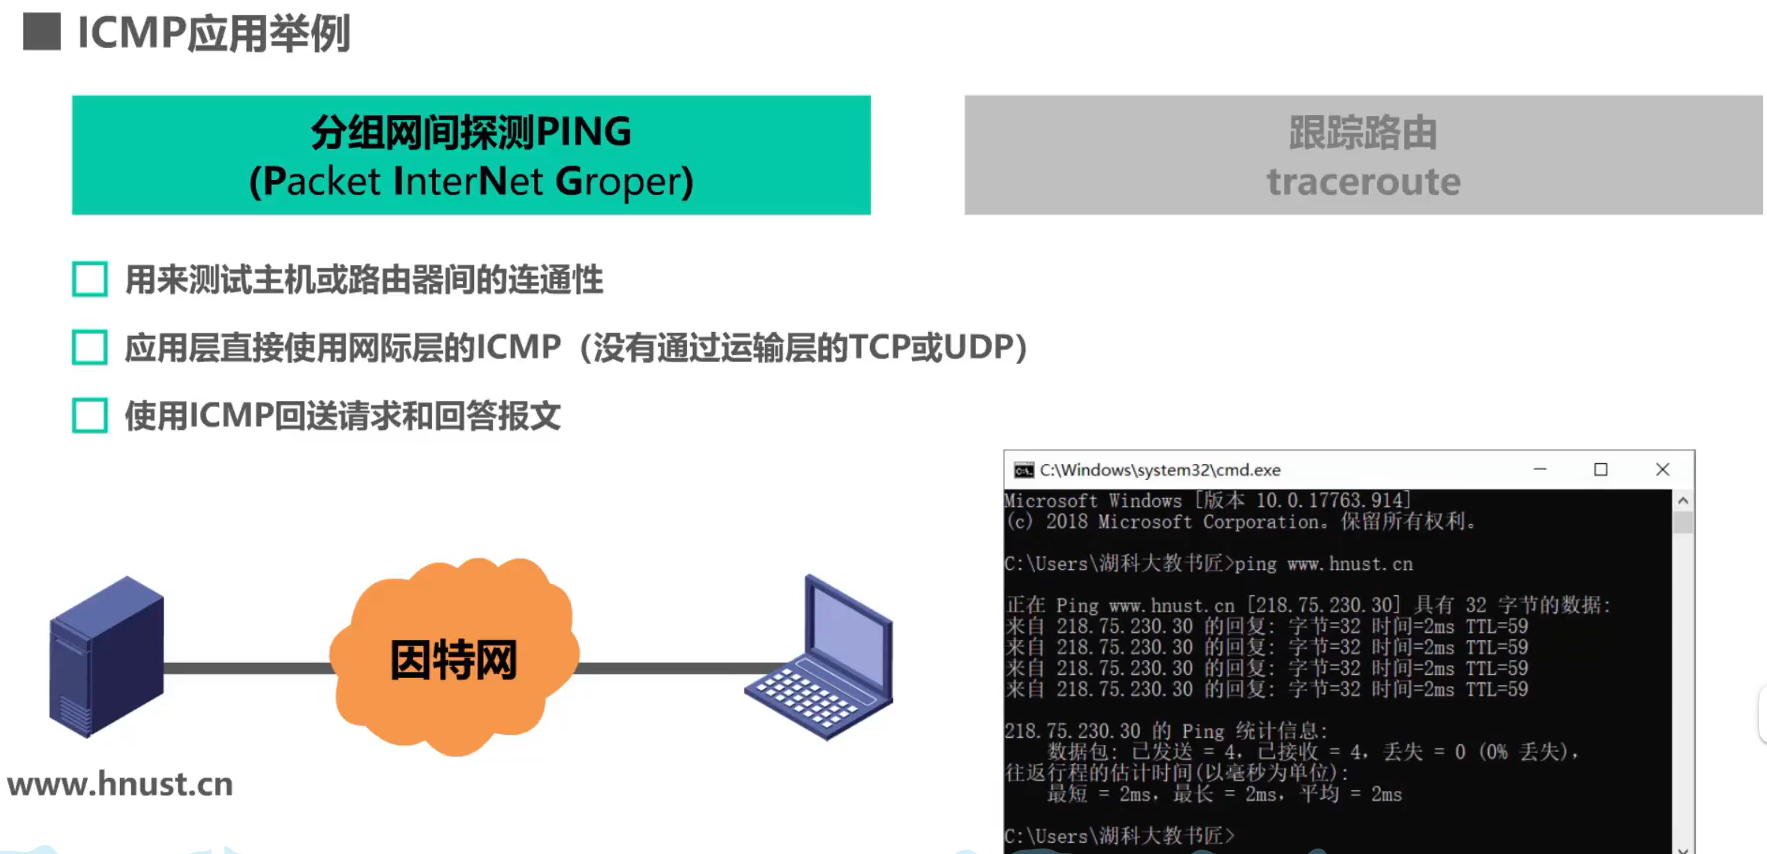 ICMP应用举例
分组网间探测PING
(Packet InterNet Groper)
跟踪路由
traceroute
用来测试主机或路由器间的连通性
应用层直接使用网际层的ICMP（没有通过运输层的TCP或UDP）
使用ICMP回送请求和回答报文
因特网
www.hnust.cn
C:\Windows\system32\cmd.exe
Microsoft Windows [版本 10.0.17763.914]
(c) 2018 Microsoft Corporation。保留所有权利。
C:\Users\湖科大教书匠>ping www.hnust.cn
正在 Ping www.hnust.cn [218.75.230.30] 具有 32 字节的数据:
来自 218.75.230.30 的回复: 字节=32 时间=2ms TTL=59
来自 218.75.230.30 的回复: 字节=32 时间=2ms TTL=59
来自 218.75.230.30 的回复: 字节=32 时间=2ms TTL=59
来自 218.75.230.30 的回复: 字节=32 时间=2ms TTL=59
218.75.230.30 的 Ping 统计信息:
数据包: 已发送 = 4，已接收 = 4，丢失 = 0 (0% 丢失)，
往返行程的估计时间(以毫秒为单位):
最短 = 2ms，最长 = 2ms，平均 = 2ms
C:\Users\湖科大教书匠>